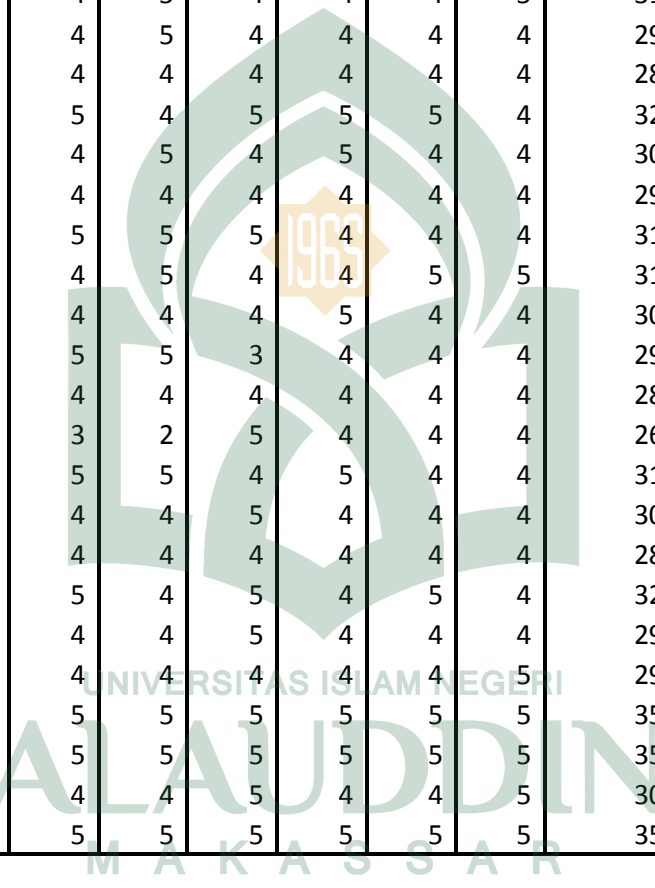 4 5 4 4 4 4 29
4 4 4 4 4 4 28
5 4 5 5 5 4 32
4 5 4 5 4 4 30
4 4 4 4 4 4 29
5 5 5 4 4 4 31
4 5 4 4 5 5 31
4 4 4 5 4 4 30
5 5 3 4 4 4 29
4 4 4 4 4 4 28
3 2 5 4 4 4 26
5 5 4 5 4 4 31
4 4 5 4 4 4 30
4 4 4 4 4 4 28
5 4 5 4 5 4 32
4 4 5 4 4 4 29
4 4 4 4 4 5 29
5 5 5 5 5 5 35
5 5 5 5 5 5 35
4 4 5 4 4 5 30
5 5 5 5 5 5 35
1965
UNIVERSITAS ISLAM NEGERI
ALAUDDIN
MAKASSAR